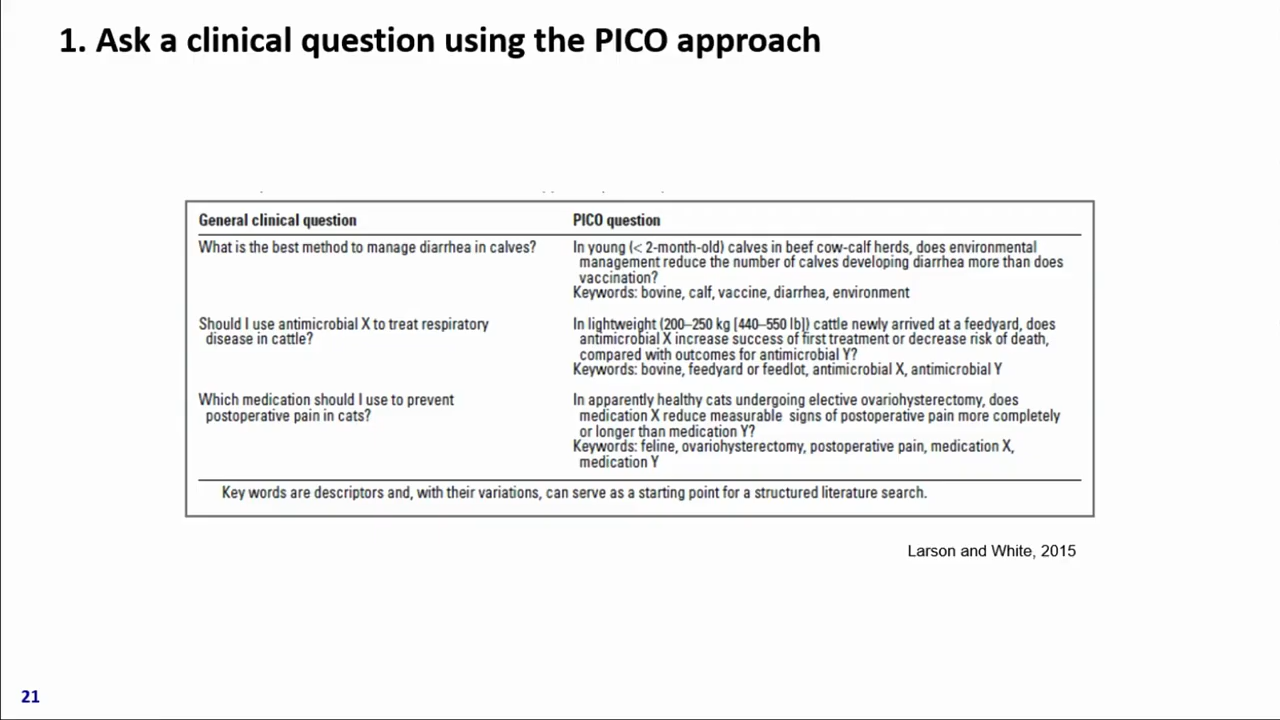 1. Ask a clinical question using the PICO approach
General clinical question
PICO question
What is the best method to manage diarrhea in calves?
In young (< 2-month-old) calves in beef cow-calf herds, does environmental
management reduce the number of calves developing diarrhea more than does
vaccination?
Keywords: bovine, calf, vaccine, diarrhea, environment
Should I use antimicrobial X to treat respiratory
disease in cattle?
In lightweight (200–250 kg [440–550 lb]) cattle newly arrived at a feedyard, does
antimicrobial X increase success of first treatment or decrease risk of death,
compared with outcomes for antimicrobial Y?
Keywords: bovine, feedyard or feedlot, antimicrobial X, antimicrobial Y
Which medication should I use to prevent
postoperative pain in cats?
In apparently healthy cats undergoing elective ovariohysterectomy, does
medication X reduce measurable signs of postoperative pain more completely
or longer than medication Y?
Keywords: feline, ovariohysterectomy, postoperative pain, medication X,
medication Y
Key words are descriptors and, with their variations, can serve as a starting point for a structured literature search.
Larson and White, 2015
21